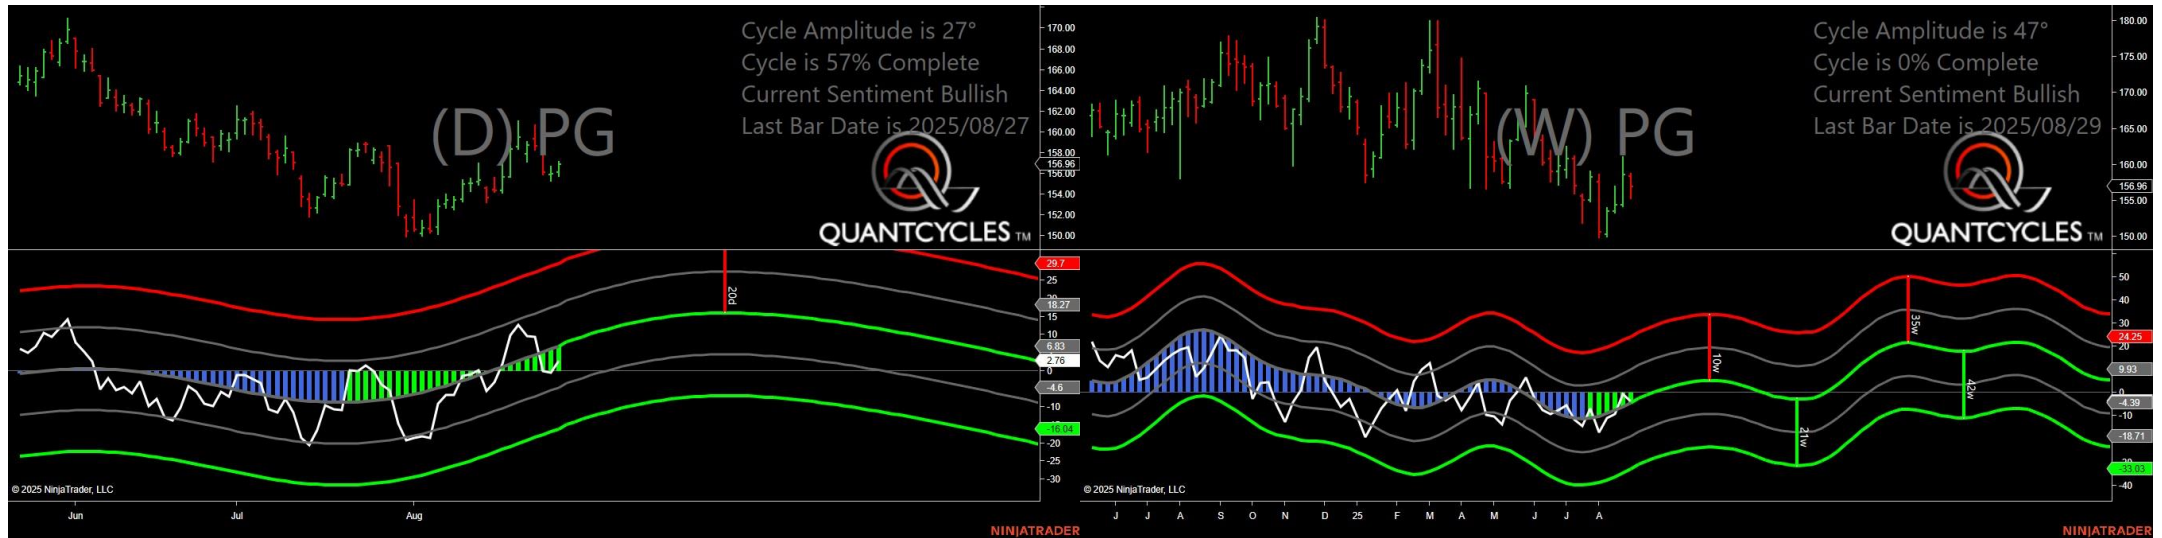 Cycle Amplitude is 27°
Cycle is 57% Complete
Current Sentiment Bullish
Last Bar Date is 2025/08/27
(D) PG
QUANTCYCLES TM
170.00
168.00
166.00
164.00
162.00
160.00
158.00
156.96
156.00
154.00
152.00
150.00
29.7
25
18.27
15
10
6.83
2.76
0
-4.6
-10
-16.04
-20
-25
-30
20d
© 2025 NinjaTrader, LLC
Jun
Jul
Aug
NINJATRADER
Cycle Amplitude is 47°
Cycle is 0% Complete
Current Sentiment Bullish
Last Bar Date is 2025/08/29
(W) PG
QUANTCYCLES TM
180.00
175.00
170.00
165.00
160.00
156.96
155.00
150.00
50
40
30
24.25
20
9.93
0
-4.39
-10
-18.71
-33.03
-40
10w
21w
35w
42w
© 2025 NinjaTrader, LLC
J
J
A
S
O
N
D
25
F
M
A
M
J
J
A
NINJATRADER